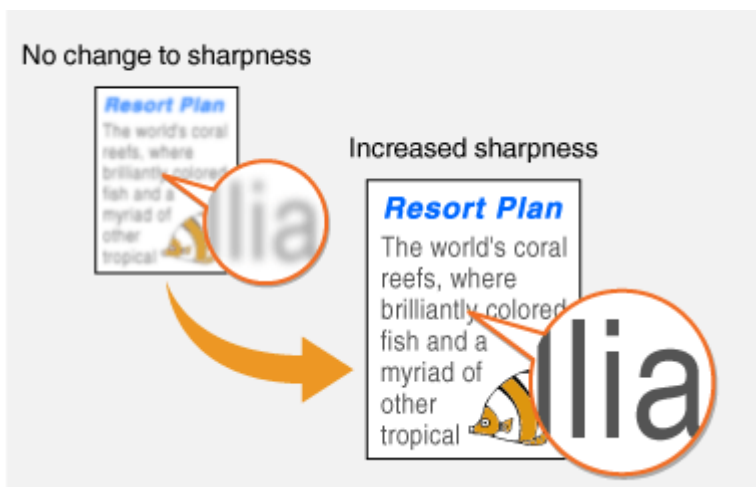 No change to sharpness
Resort Plan
The world's coral
reefs, where
brilliantly colored
fish and a
myriad of
other
tropical
llia
Increased sharpness
Resort Plan
The world's coral
reefs, where
brilliantly colored
fish and a
myriad of
other
tropical
llia